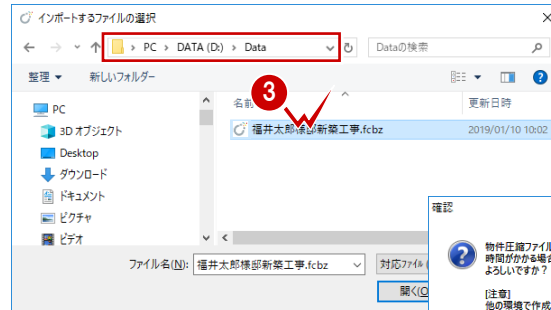 インポートするファイルの選択
PC › DATA (D:) › Data
Dataの検索
整理 新しいフォルダー
?
3
名前 更新日時
PC
3D オブジェクト
Desktop
ダウンロード
ドキュメント
ピクチャ
ビデオ
福井太郎様邸新築工事.fcbz 2019/01/10 10:02
ファイル名(N): 福井太郎様邸新築工事.fcbz 対応ファイル (
開く(O
確認
?
物件圧縮ファイル
時間がかかる場合
よろしいですか?
[注意]
他の環境で作成